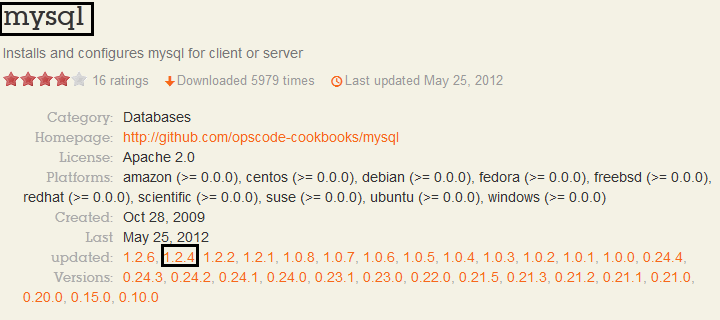 mysql
Installs and configures mysql for client or server
16 ratings Downloaded 5979 times Last updated May 25, 2012
Category: Databases
Homepage: http://github.com/opscode-cookbooks/mysql
License: Apache 2.0
Platforms: amazon (>= 0.0.0), centos (>= 0.0.0), debian (>= 0.0.0), fedora (>= 0.0.0), freebsd (>= 0.0.0),
redhat (>= 0.0.0), scientific (>= 0.0.0), suse (>= 0.0.0), ubuntu (>= 0.0.0), windows (>= 0.0.0)
Created: Oct 28, 2009
Last May 25, 2012
updated: 1.2.6, 1.2.4, 1.2.2, 1.2.1, 1.0.8, 1.0.7, 1.0.6, 1.0.5, 1.0.4, 1.0.3, 1.0.2, 1.0.1, 1.0.0, 0.24.4,
Versions: 0.24.3, 0.24.2, 0.24.1, 0.24.0, 0.23.1, 0.23.0, 0.22.0, 0.21.5, 0.21.3, 0.21.2, 0.21.1, 0.21.0,
0.20.0, 0.15.0, 0.10.0